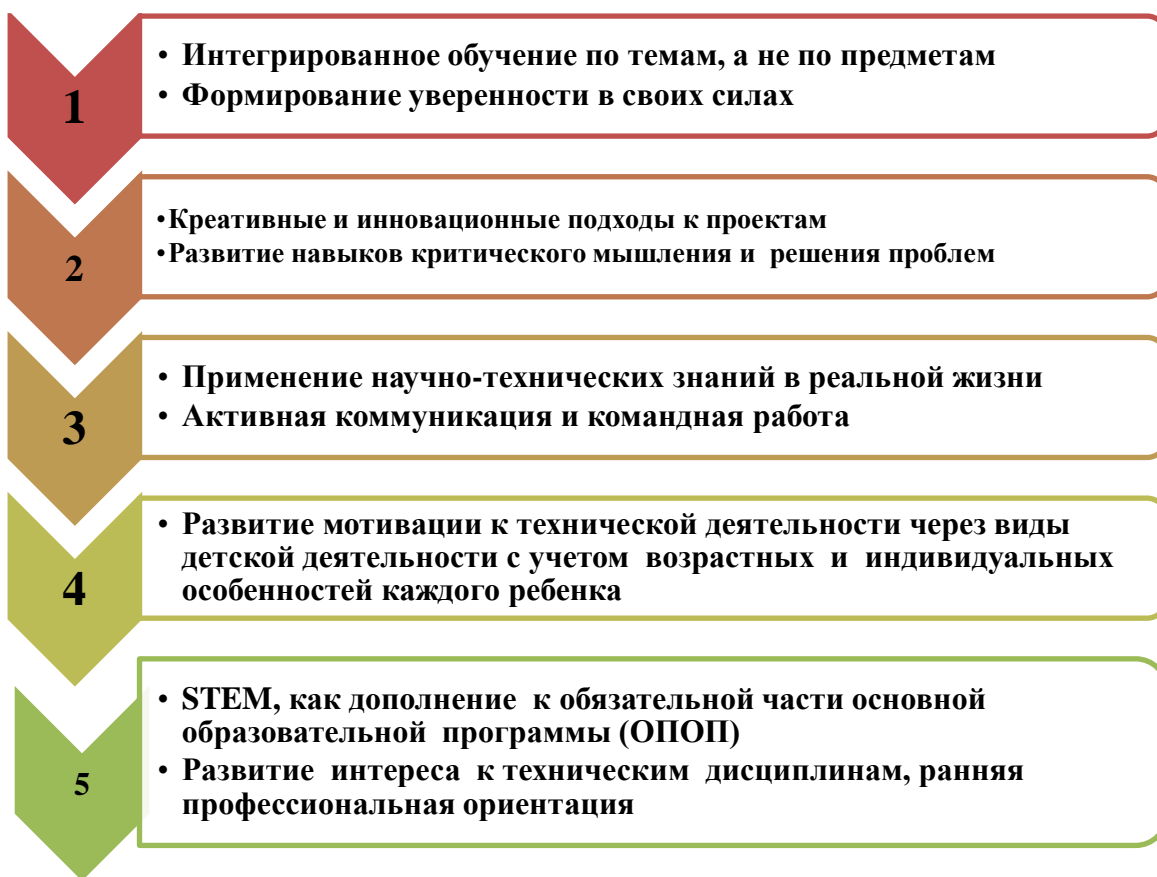 1
• Интегрированное обучение по темам, а не по предметам
• Формирование уверенности в своих силах
2
•Креативные и инновационные подходы к проектам
•Развитие навыков критического мышления и решения проблем
3
• Применение научно-технических знаний в реальной жизни
• Активная коммуникация и командная работа
4
• Развитие мотивации к технической деятельности через виды
детской деятельности с учетом возрастных и индивидуальных
особенностей каждого ребенка
5
• STEM, как дополнение к обязательной части основной
образовательной программы (ОПОП)
• Развитие интереса к техническим дисциплинам, ранняя
профессиональная ориентация